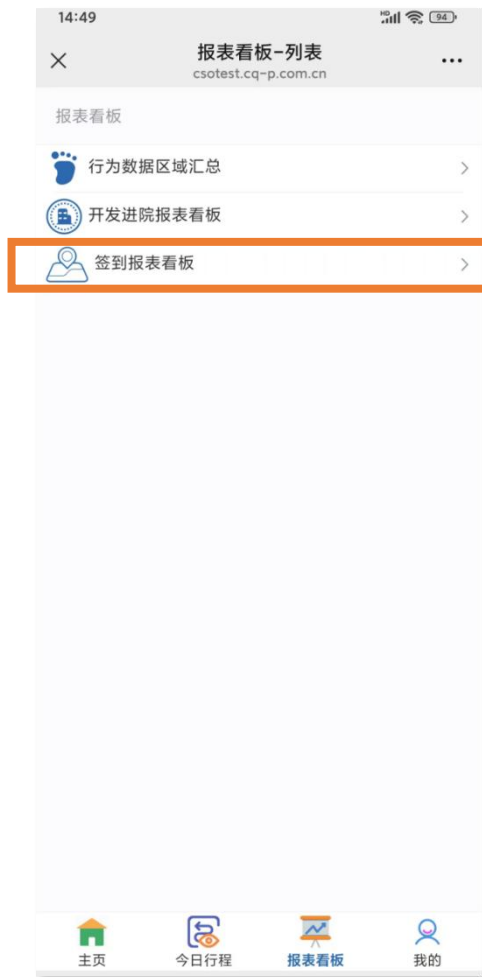 14:49
HD
94
报表看板-列表
csotest.cq-p.com.cn
报表看板
行为数据区域汇总
开发进院报表看板
签到报表看板
主页
今日行程
报表看板
我的